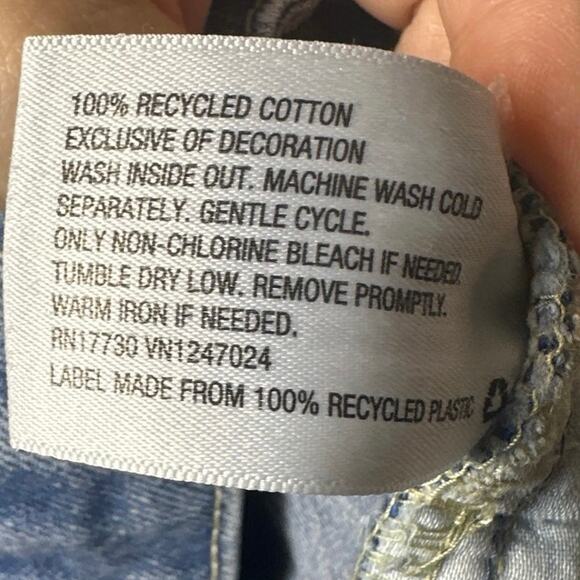 100% RECYCLED COTTON
EXCLUSIVE OF DECORATION
WASH INSIDE OUT. MACHINE WASH COLD
SEPARATELY. GENTLE CYCLE.
ONLY NON-CHLORINE BLEACH IF NEEDED.
TUMBLE DRY LOW. REMOVE PROMPTLY.
WARM IRON IF NEEDED.
RN17730 VN1247024
LABEL MADE FROM 100% RECYCLED PLASTIC